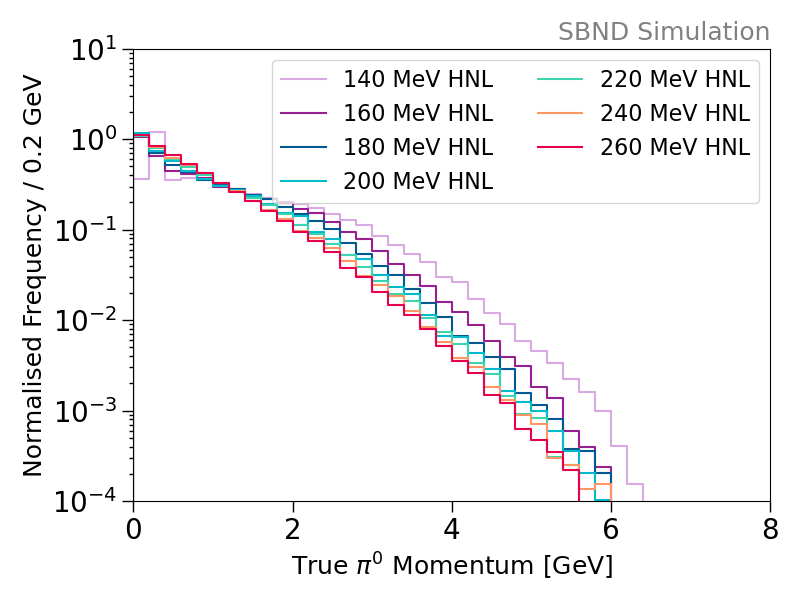 SBND Simulation
10¹
10⁰
10⁻¹
10⁻²
10⁻³
10⁻⁴
Normalised Frequency / 0.2 GeV
140 MeV HNL
160 MeV HNL
180 MeV HNL
200 MeV HNL
220 MeV HNL
240 MeV HNL
260 MeV HNL
0 2 4 6 8
True π⁰ Momentum [GeV]